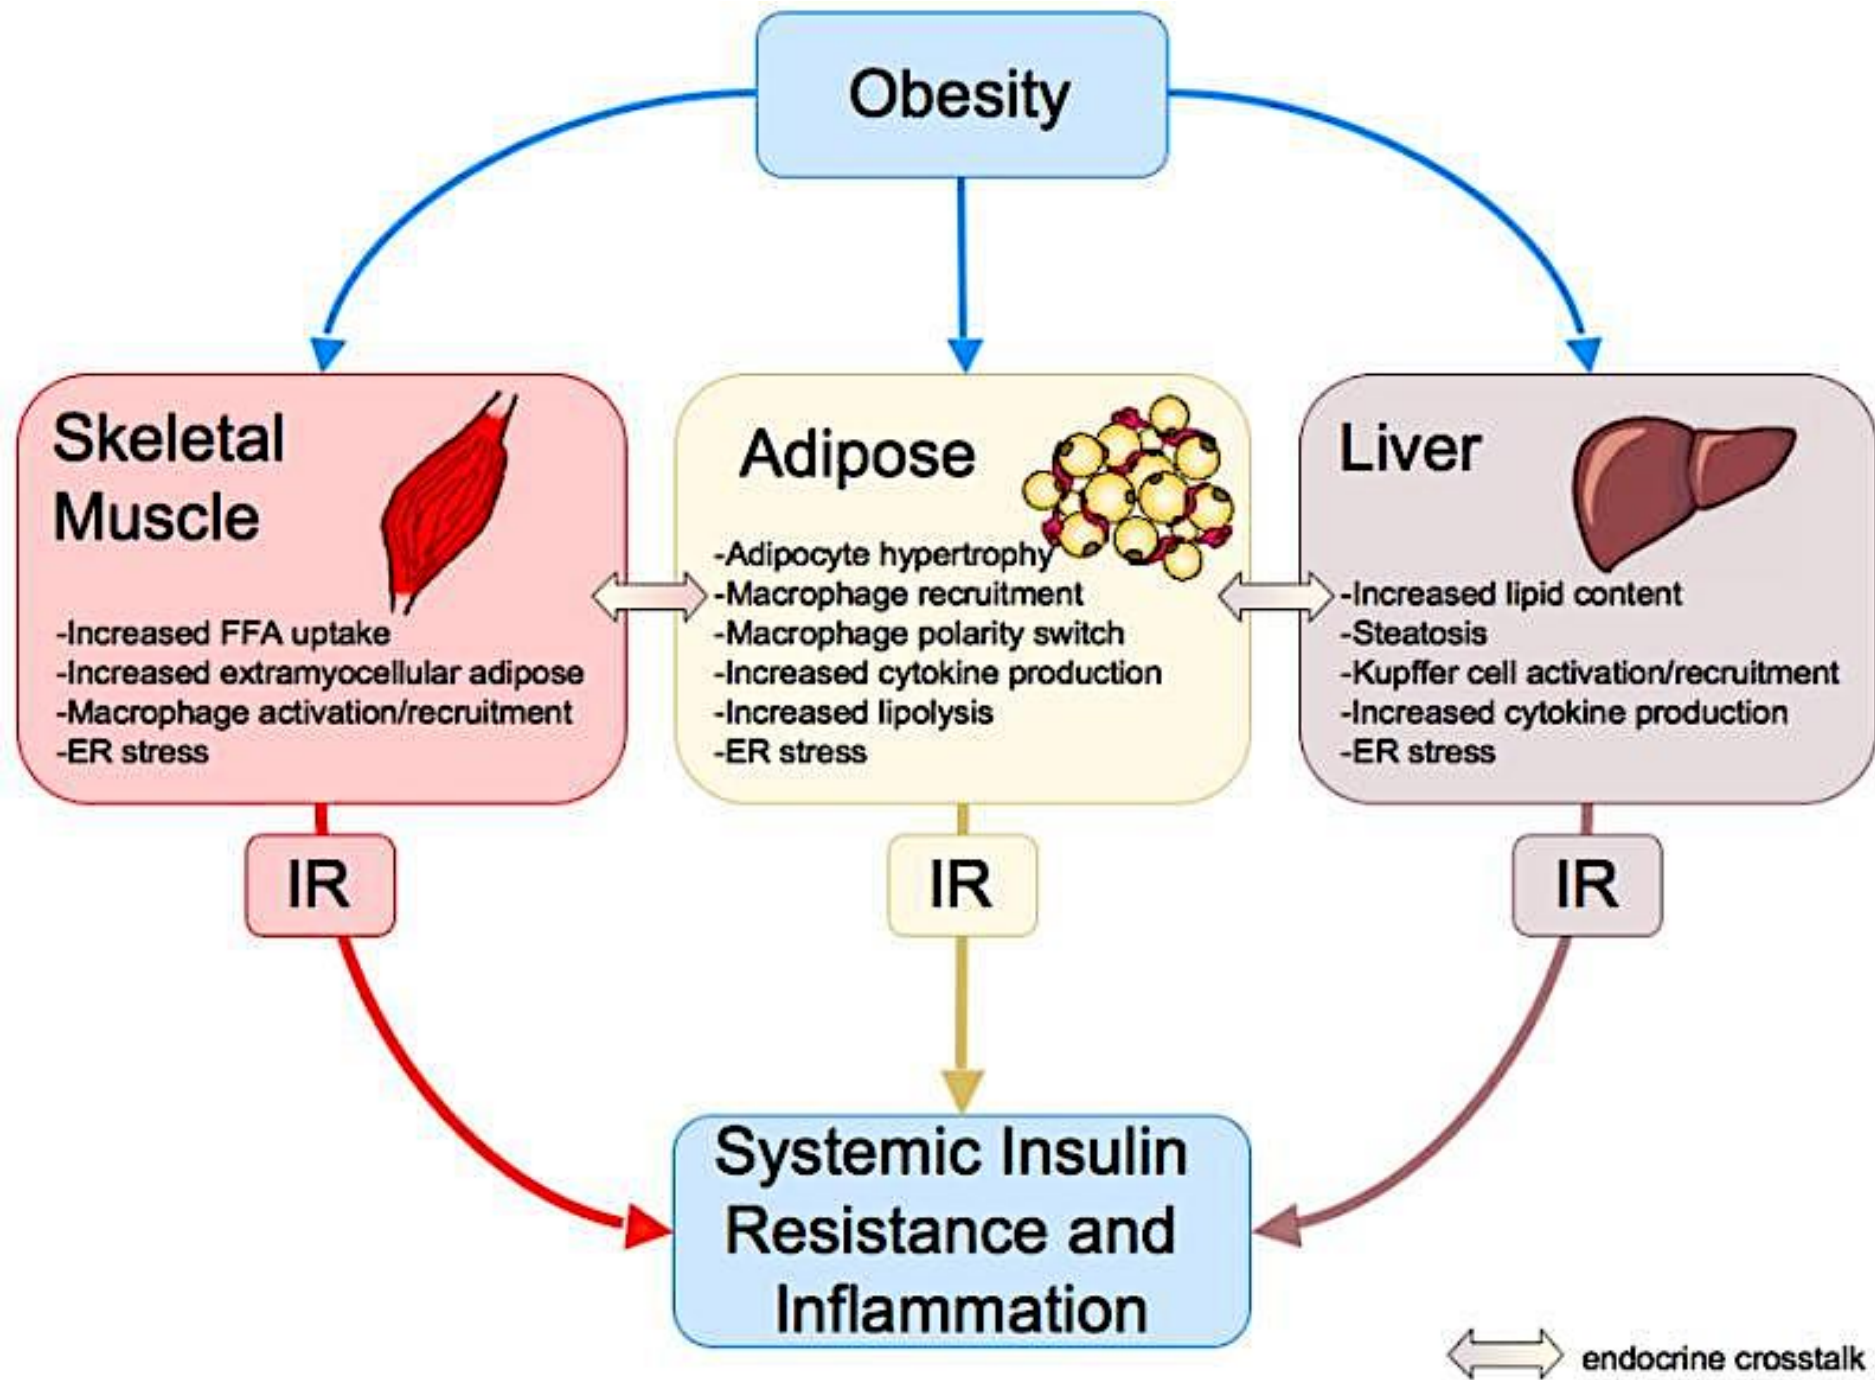 Obesity
Skeletal
Muscle
-Increased FFA uptake
-Increased extramyocellular adipose
-Macrophage activation/recruitment
-ER stress
Adipose
-Adipocyte hypertrophy
-Macrophage recruitment
-Macrophage polarity switch
-Increased cytokine production
-Increased lipolysis
-ER stress
Liver
-Increased lipid content
-Steatosis
-Kupffer cell activation/recruitment
-Increased cytokine production
-ER stress
IR
IR
IR
Systemic Insulin
Resistance and
Inflammation
endocrine crosstalk